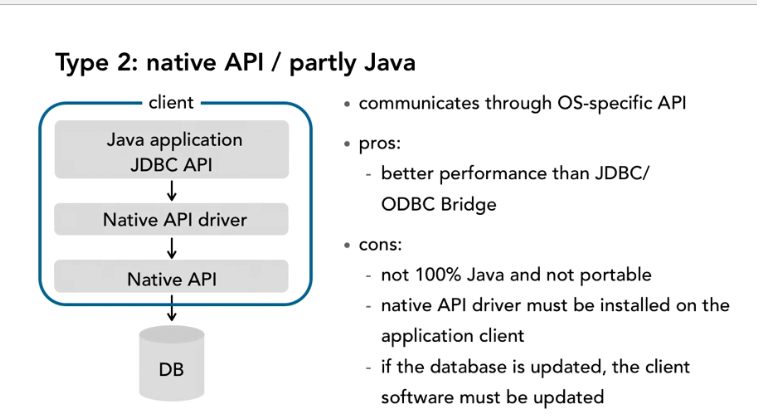 Type 2: native API / partly Java
client
Java application
JDBC API
Native API driver
Native API
DB
• communicates through OS-specific API
• pros:
- better performance than JDBC/
ODBC Bridge
• cons:
- not 100% Java and not portable
- native API driver must be installed on the
application client
- if the database is updated, the client
software must be updated